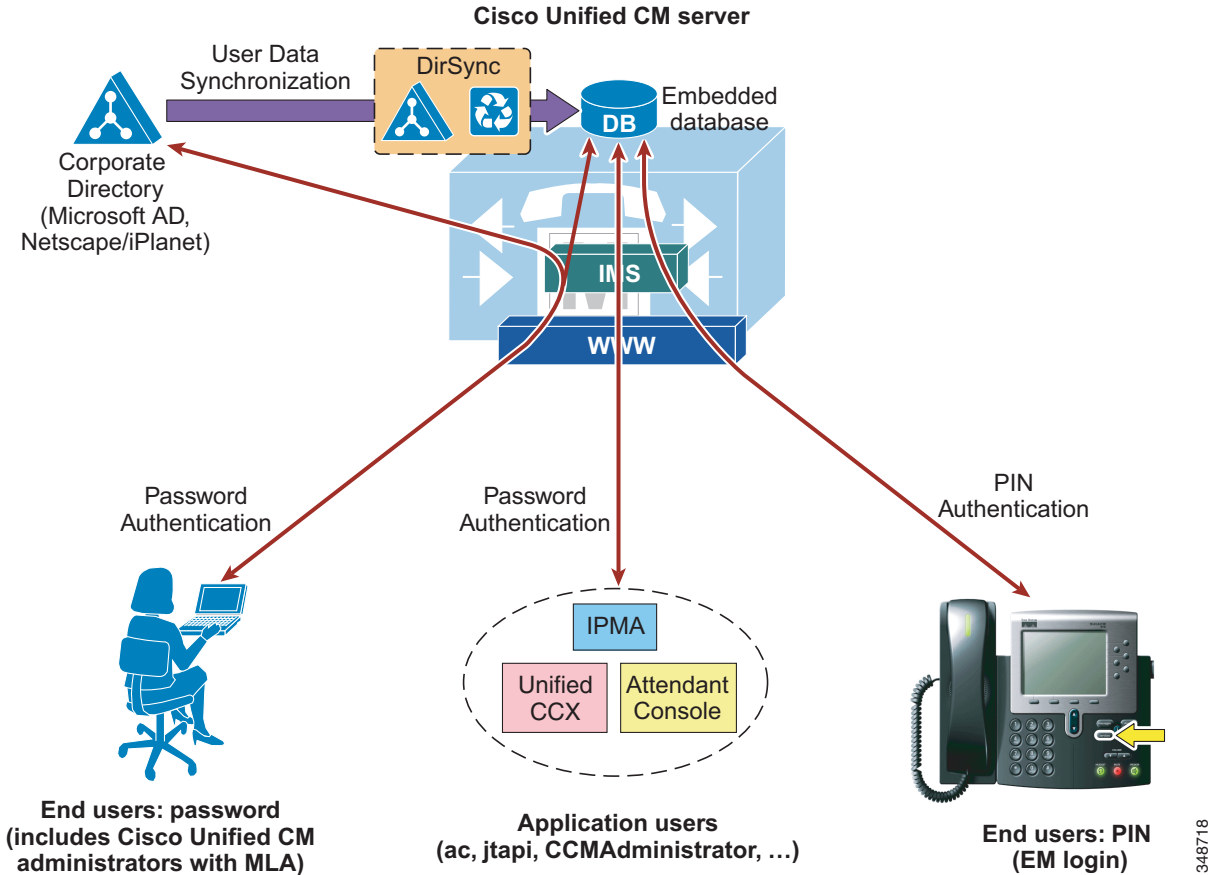 Cisco Unified CM server
User Data
Synchronization
DirSync
DB
Embedded
database
Corporate
Directory
(Microsoft AD,
Netscape/iPlanet)
IMS
WWW
Password
Authentication
Password
Authentication
PIN
Authentication
IPMA
Unified
CCX
Attendant
Console
End users: password
(includes Cisco Unified CM
administrators with MLA)
Application users
(ac, jtapi, CCMAdministrator, …)
End users: PIN
(EM login)
348718